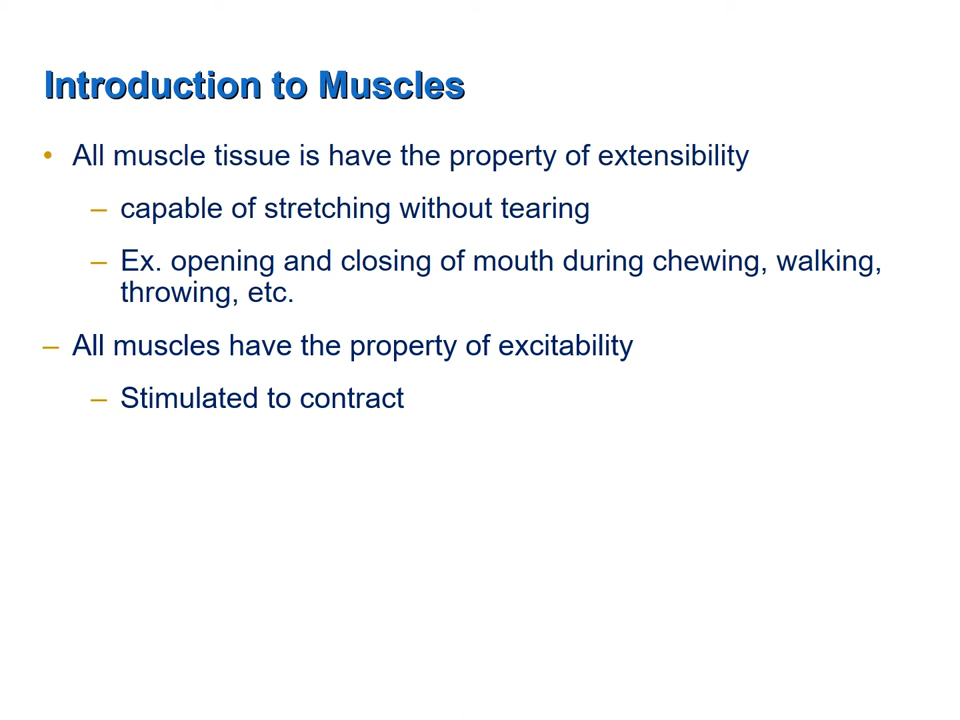 Introduction to Muscles
• All muscle tissue is have the property of extensibility
– capable of stretching without tearing
– Ex. opening and closing of mouth during chewing, walking,
throwing, etc.
– All muscles have the property of excitability
– Stimulated to contract